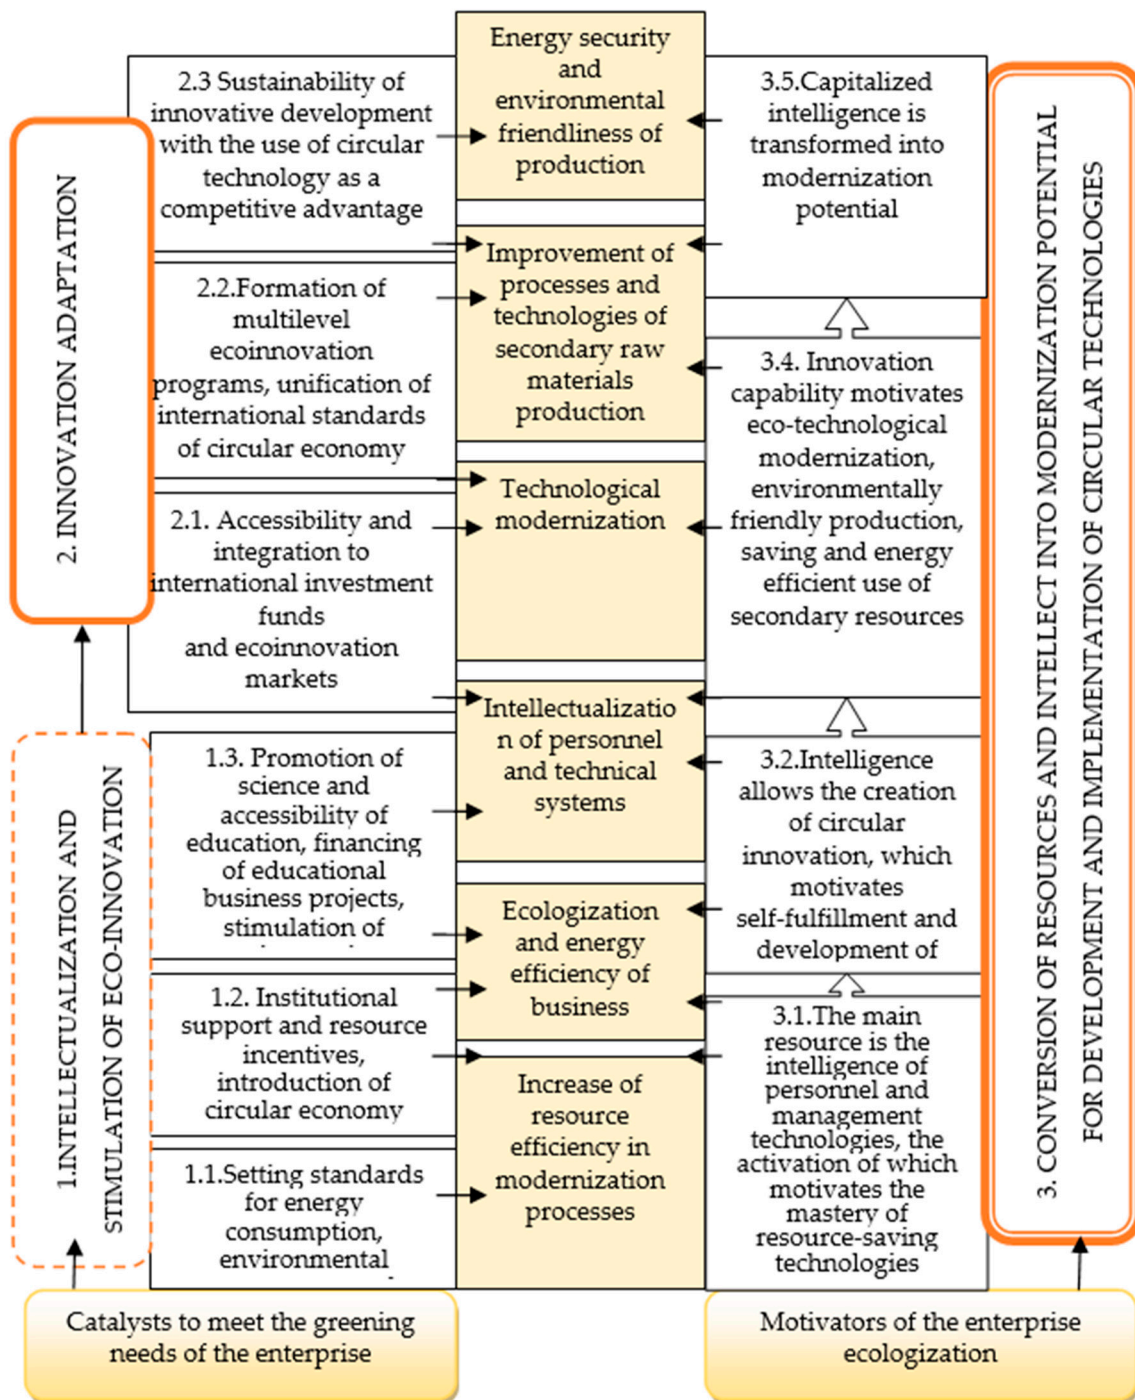 Energy security
and
environmental
friendliness of
production
2.3 Sustainability of
innovative development
with the use of circular
technology as a
competitive advantage
3.5.Capitalized
intelligence is
transformed into
modernization
potential
2.INNOVATION ADAPTATION
Improvement of
processes and
technologies of
secondary raw
materials
production
2.2.Formation of
multilevel
ecoinnovation
programs, unification of
international standards
of circular economy
3.4. Innovation
capability motivates
eco-technological
modernization,
environmentally
friendly production,
saving and energy
efficient use of
secondary resources
Technological
modernization
2.1. Accessibility and
integration to
international investment
funds
and ecoinnovation
markets
3. CONVERSION OF RESOURCES AND INTELLECT INTO MODERNIZATION POTENTIAL
FOR DEVELOPMENT AND IMPLEMENTATION OF CIRCULAR TECHNOLOGIES
Intellectualizatio
n of personnel
and technical
systems
1.3. Promotion of
science and
accessibility of
education, financing
of educational
business projects,
stimulation of
3.2.Intelligence
allows the creation
of circular
innovation, which
motivates
self-fulfillment and
development of
1.INTELLECTUALIZATION AND
STIMULATION OF ECO-INNOVATION
Ecologization
and energy
efficiency of
business
1.2. Institutional
support and resource
incentives,
introduction of
circular economy
3.1.The main
resource is the
intelligence of
personnel and
management
technologies, the
activation of which
motivates the
mastery of
resource-saving
technologies
Increase of
resource
efficiency in
modernization
processes
1.1.Setting standards
for energy
consumption,
environmental
Catalysts to meet the greening
needs of the enterprise
Motivators of the enterprise
ecologization